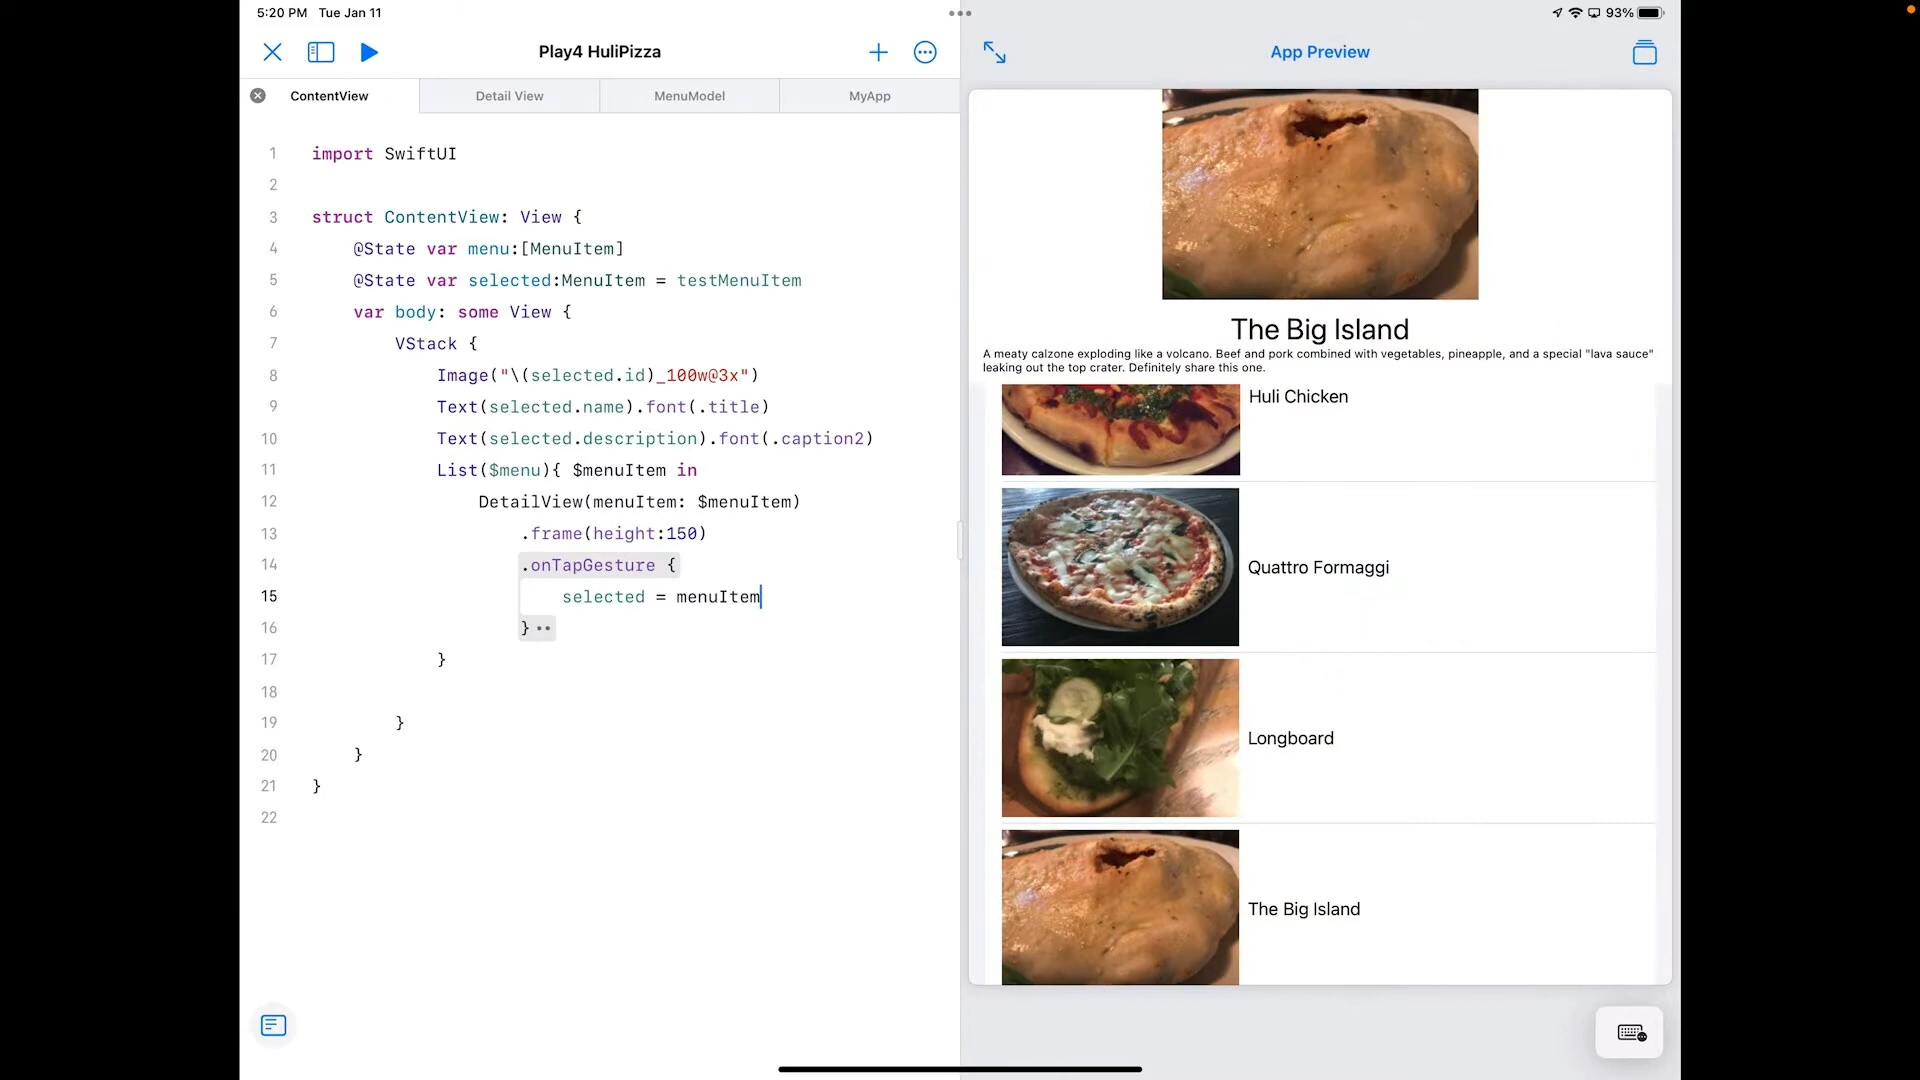 5:20 PM Tue Jan 11
93%
Play4 HuliPizza
App Preview
ContentView
Detail View
MenuModel
MyApp
1 import SwiftUI
2
3 struct ContentView: View {
4 @State var menu:[MenuItem]
5 @State var selected:MenuItem = testMenuItem
6 var body: some View {
7 VStack {
8 Image("\(selected.id)_100w@3x")
9 Text(selected.name).font(.title)
10 Text(selected.description).font(.caption2)
11 List($menu){ $menuItem in
12 DetailView(menuItem: $menuItem)
13 .frame(height:150)
14 .onTapGesture {
15 selected = menuItem
16 }
17 }
18
19 }
20 }
21 }
22
The Big Island
A meaty calzone exploding like a volcano. Beef and pork combined with vegetables, pineapple, and a special "lava sauce"
leaking out the top crater. Definitely share this one.
Huli Chicken
Quattro Formaggi
Longboard
The Big Island